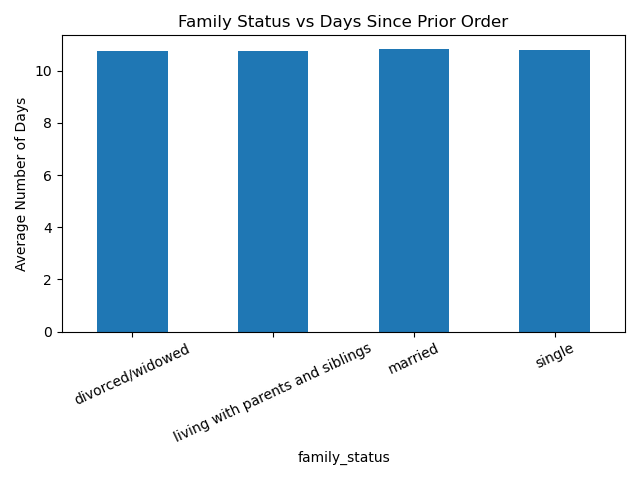 Family Status vs Days Since Prior Order
Average Number of Days
10
8
6
4
2
0
divorced/widowed
living with parents and siblings
married
single
family_status